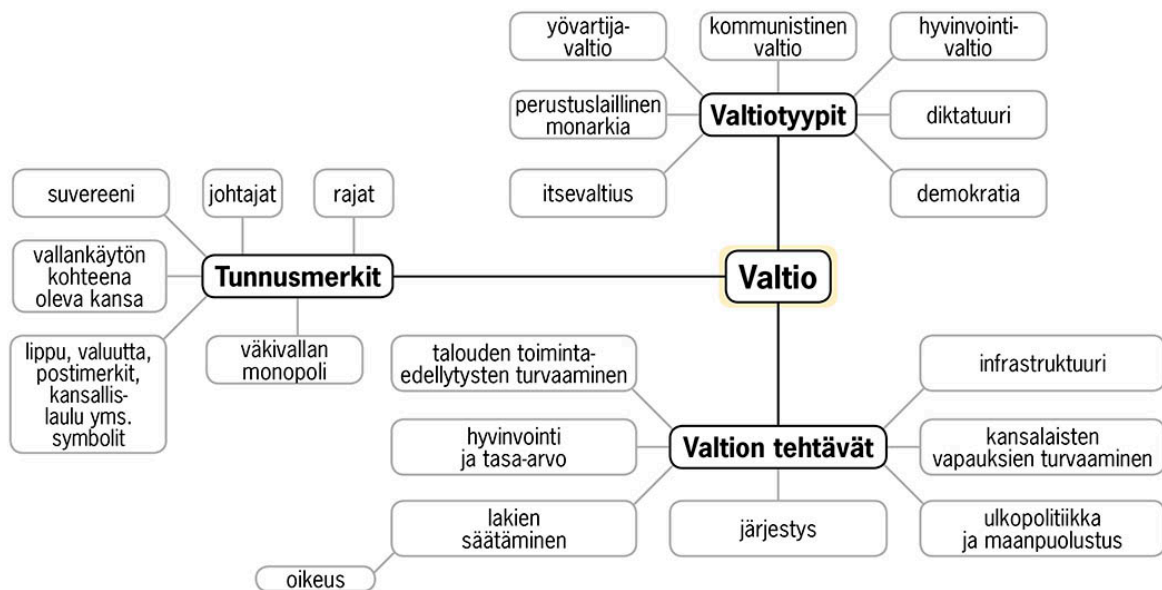 yövartija-
valtio
kommunistinen
valtio
hyvinvointi-
valtio
perustuslaillinen
monarkia
Valtiotyypit
diktatuuri
itsevaltius
demokratia
suvereeni
johtajat
rajat
vallankäytön
kohteena
oleva kansa
Tunnusmerkit
Valtio
lippu, valuutta,
postimerkit,
kansallis-
laulu yms.
symbolit
väkivallan
monopoli
talouden toiminta-
edellytysten turvaaminen
infrastruktuuri
hyvinvointi
ja tasa-arvo
Valtion tehtävät
kansalaisten
vapauksien turvaaminen
lakien
säätäminen
järjestys
ulkopolitiikka
ja maanpuolustus
oikeus